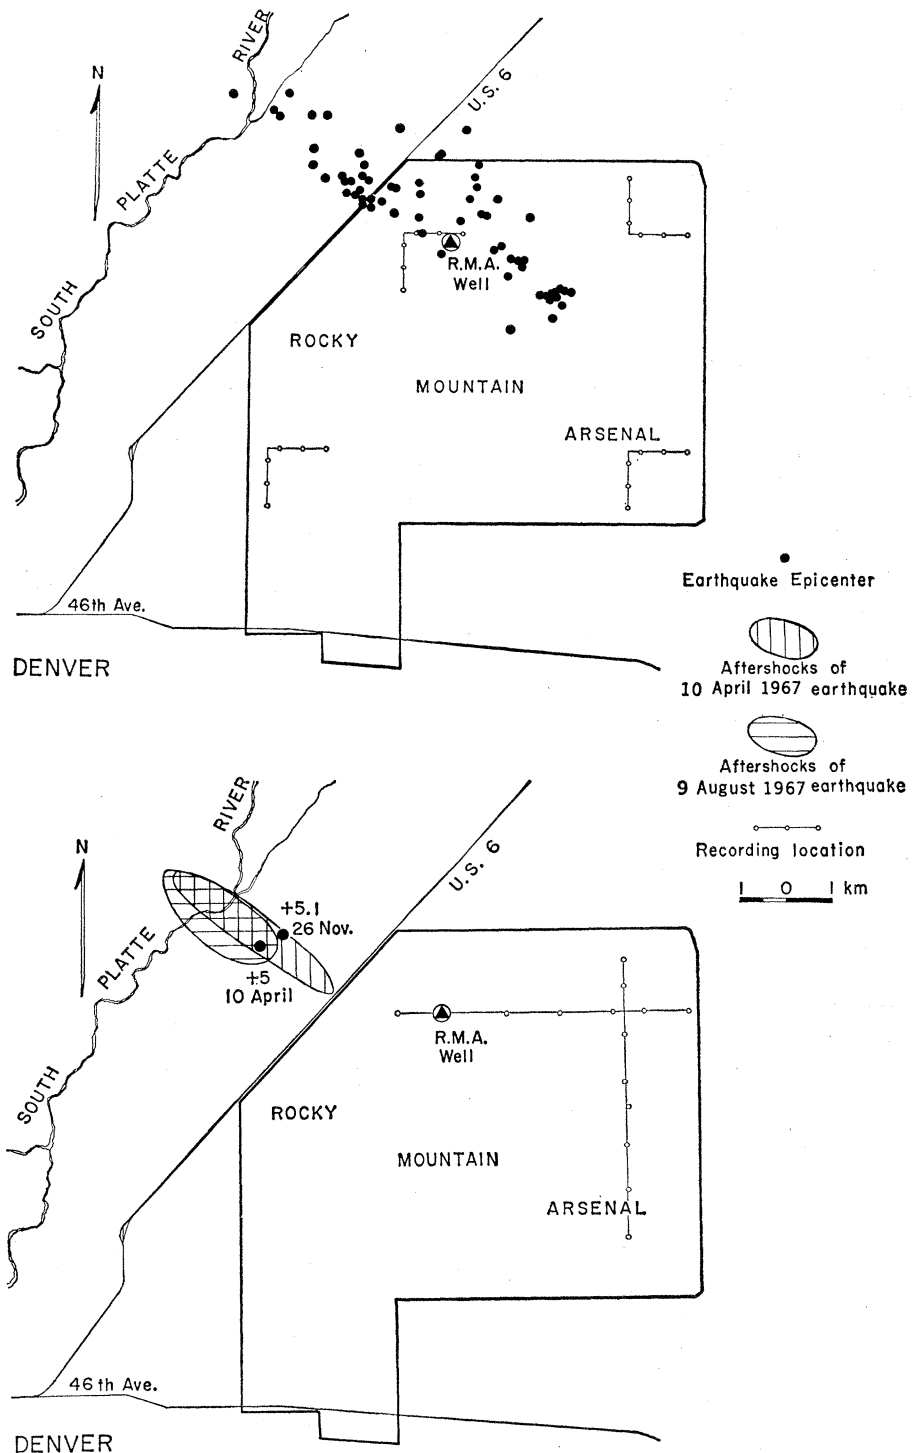 RIVER
N
U.S. 6
PLATTE
R.M.A.
Well
SOUTH
ROCKY
MOUNTAIN
ARSENAL
46th Ave.
DENVER
Earthquake Epicenter
Aftershocks of
10 April 1967 earthquake
Aftershocks of
9 August 1967 earthquake
Recording location
1 0 1 km
RIVER
N
U.S. 6
+5.1
26 Nov.
PLATTE
+5
10 April
R.M.A.
Well
SOUTH
ROCKY
MOUNTAIN
ARSENAL
46th Ave.
DENVER